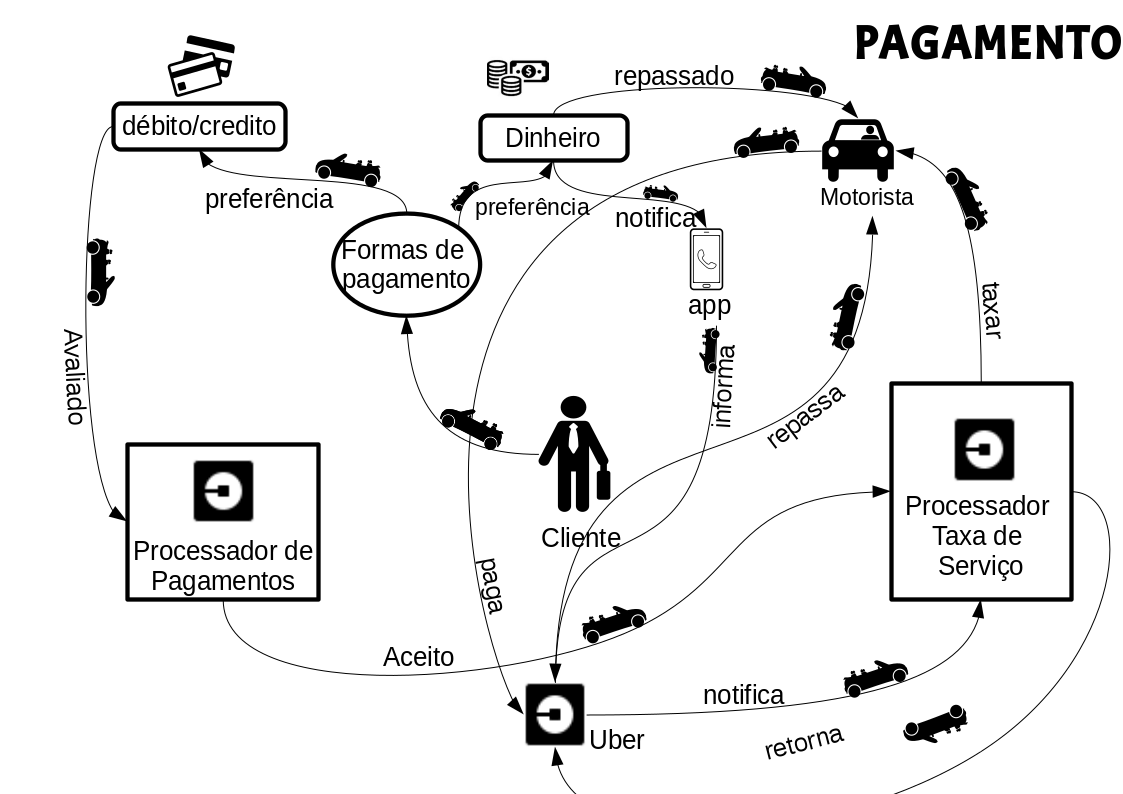 PAGAMENTO
repassado
débito/credito
Dinheiro
preferência
preferência
notifica
Motorista
Formas de
pagamento
app
taxar
Avaliado
informa
repassa
Cliente
Processador de
Pagamentos
Processador
Taxa de
Serviço
paga
Aceito
notifica
retorna
Uber